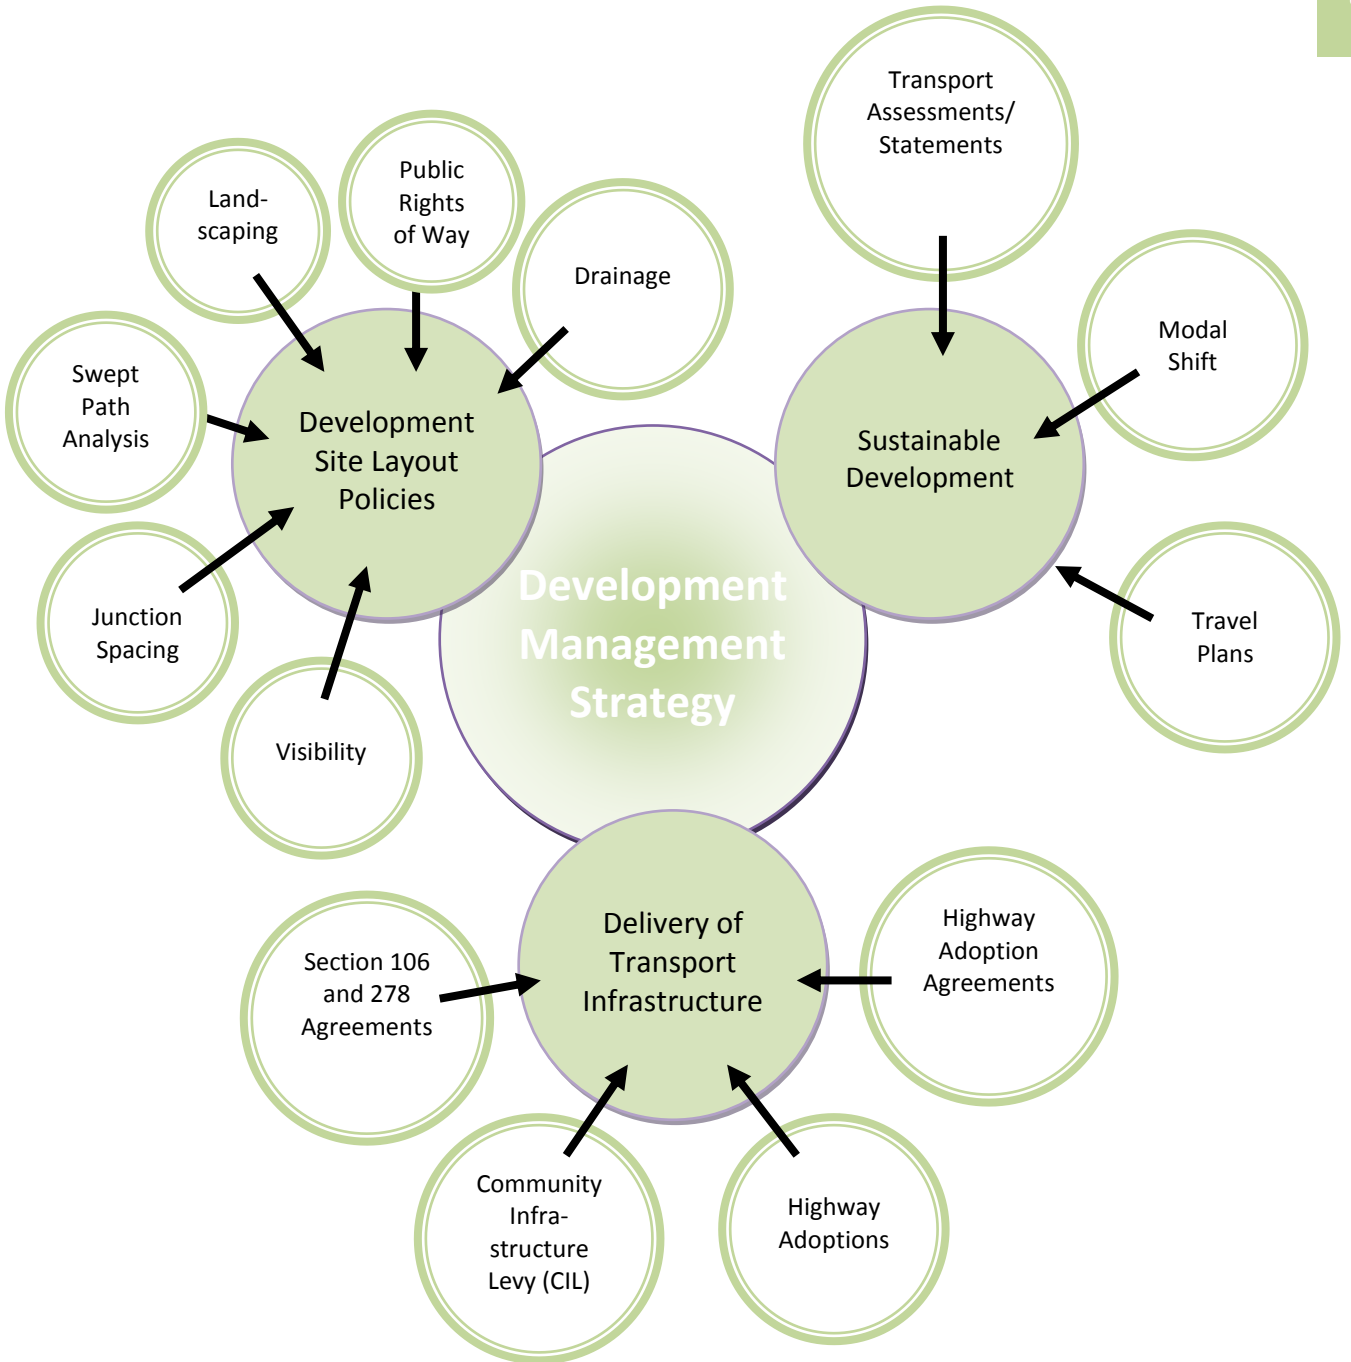 Transport
Assessments/
Statements
Public
Rights
of Way
Land-
scaping
Drainage
Modal
Shift
Swept
Path
Analysis
Development
Site Layout
Policies
Sustainable
Development
Development
Management
Strategy
Junction
Spacing
Travel
Plans
Visibility
Delivery of
Transport
Infrastructure
Highway
Adoption
Agreements
Section 106
and 278
Agreements
Community
Infra-
structure
Levy (CIL)
Highway
Adoptions